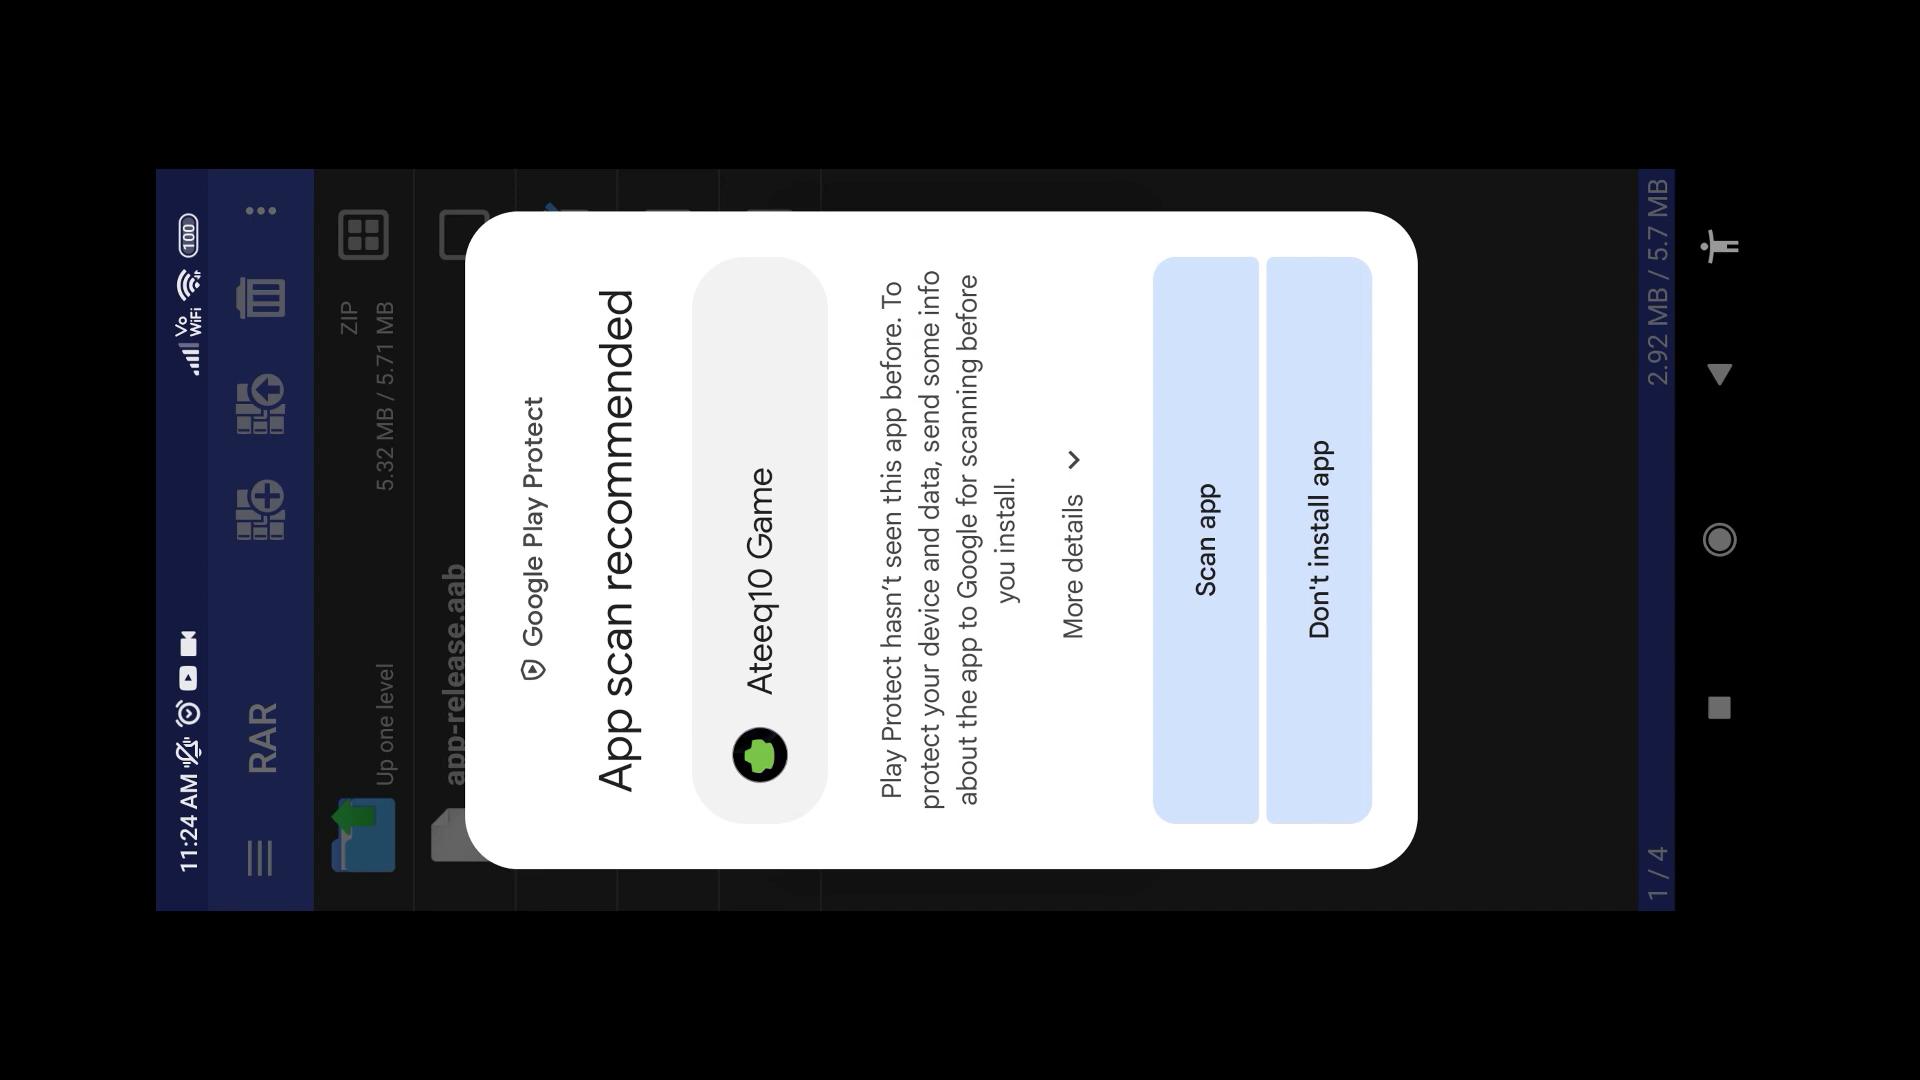 11:24 AM
Vo
WiFi
100
RAR
ZIP
Up one level
5.32 MB / 5.71 MB
app-release.aab
Google Play Protect
App scan recommended
Ateeq10 Game
Play Protect hasn't seen this app before. To
protect your device and data, send some info
about the app to Google for scanning before
you install.
More details
Scan app
Don't install app
1 / 4
2.92 MB / 5.7 MB